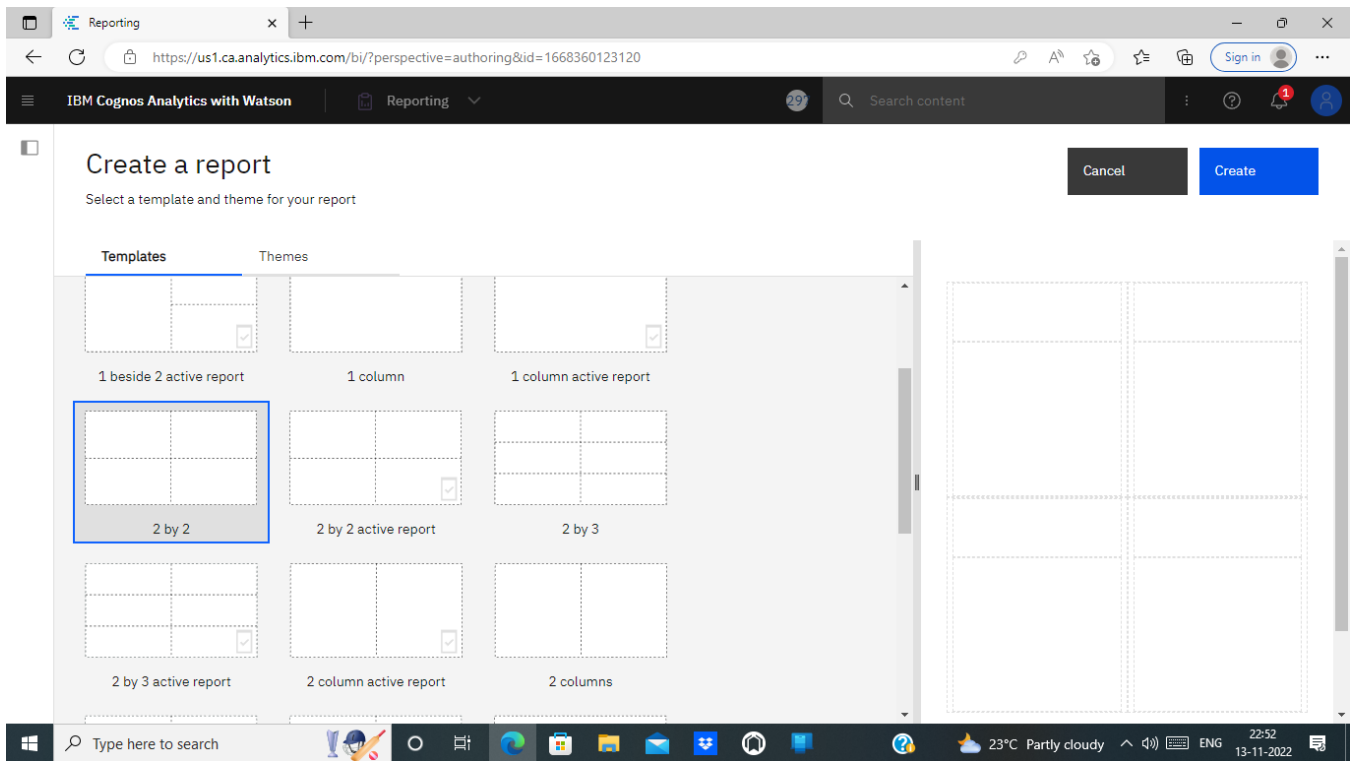 Reporting
https://us1.ca.analytics.ibm.com/bi/?perspective=authoring&id=1668360123120
A
Sign in
IBM Cognos Analytics with Watson
Reporting
297
Search content
1
Create a report
Cancel
Create
Select a template and theme for your report
Templates
Themes
1 beside 2 active report
1 column
1 column active report
2 by 2
2 by 2 active report
2 by 3
2 by 3 active report
2 column active report
2 columns
Type here to search
23°C Partly cloudy
ENG
22:52
13-11-2022